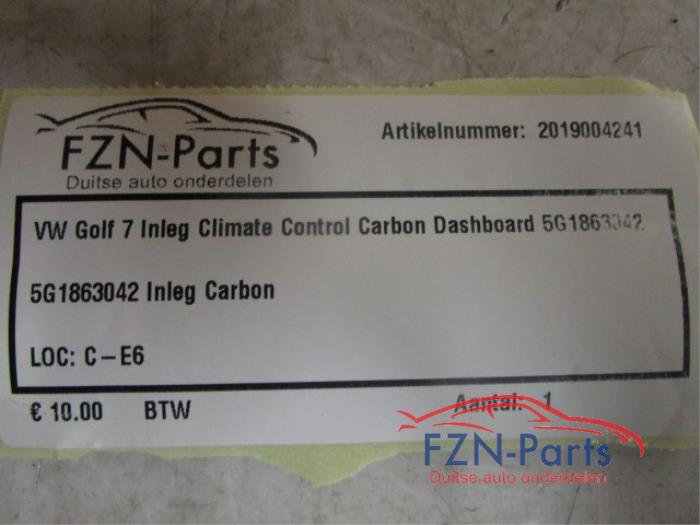 FZN-Parts
Duitse auto onderdelen
Artikelnummer: 2019004241
VW Golf 7 Inleg Climate Control Carbon Dashboard 5G1863042
5G1863042 Inleg Carbon
LOC: C-E6
€ 10.00 BTW Aantal: 1
FZN-Parts
Duitse auto onderdelen